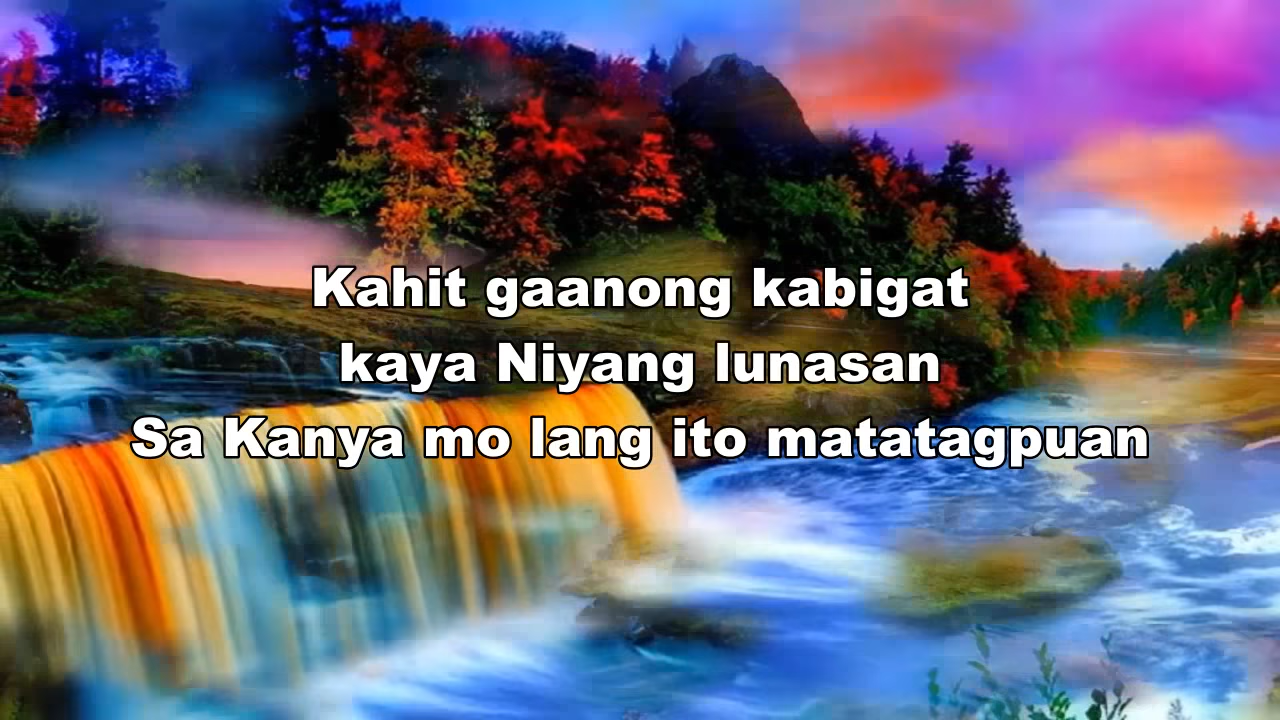 Kahit gaanong kabigat
kaya Niyang lunasan
Sa Kanya mo lang ito matatagpuan